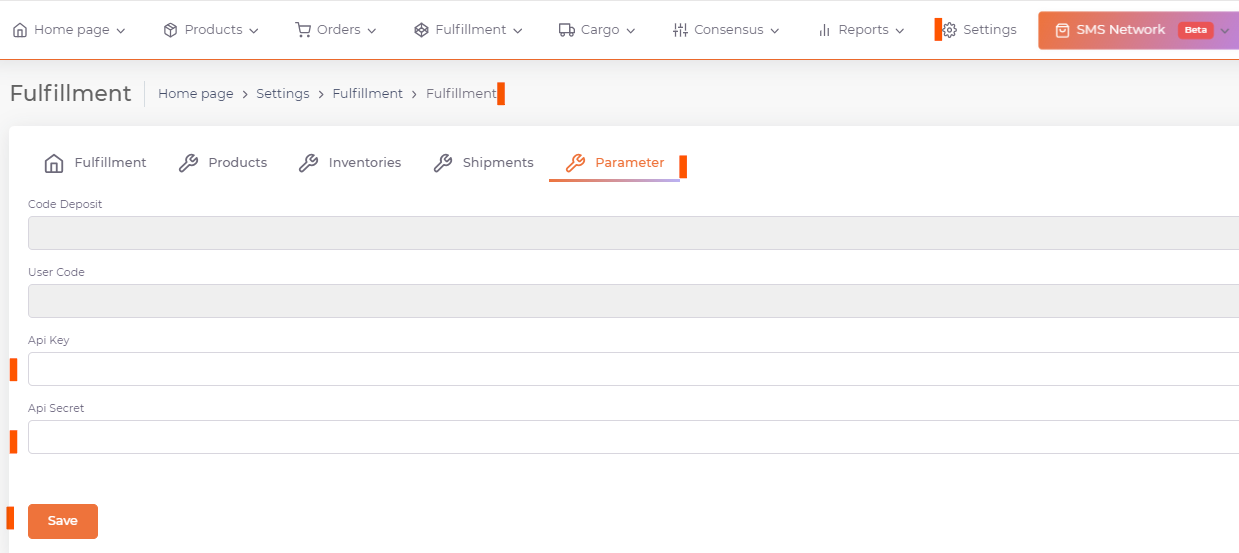 Home page Products Orders Fulfillment Cargo Consensus Reports Settings SMS Network Beta
Fulfillment Home page > Settings > Fulfillment > Fulfillment
Fulfillment Products Inventories Shipments Parameter
Code Deposit
User Code
Api Key
Api Secret
Save